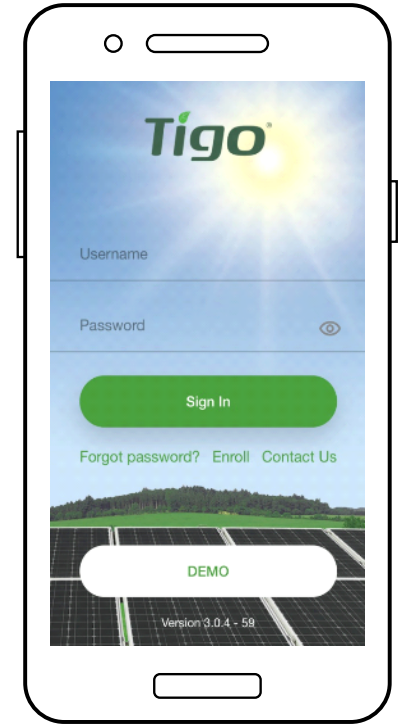 Tigo®
Username
Password
Sign In
Forgot password? Enroll Contact Us
DEMO
Version 3.0.4 - 59